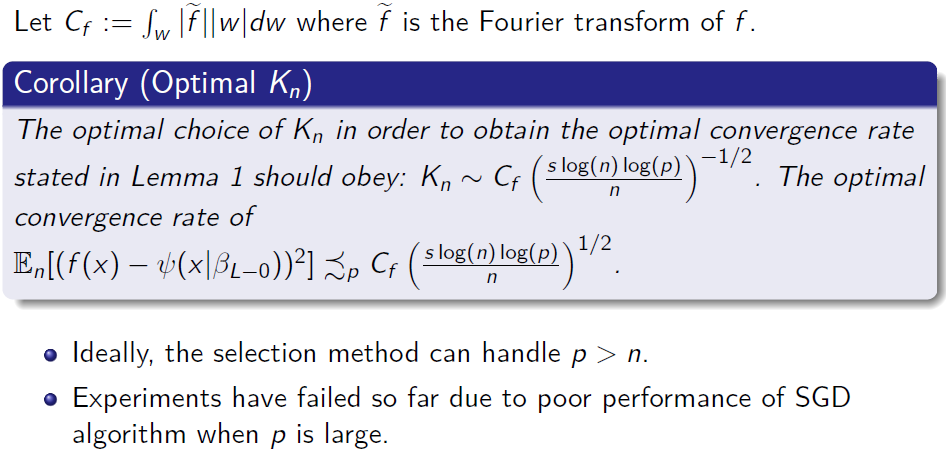 Let $C_f := \int_w |\widetilde{f}||w|dw$ where $\widetilde{f}$ is the Fourier transform of $f$.
Corollary (Optimal $K_n$)
The optimal choice of $K_n$ in order to obtain the optimal convergence rate
stated in Lemma 1 should obey: $K_n \sim C_f \left(\frac{s \log(n) \log(p)}{n}\right)^{-1/2}$. The optimal
convergence rate of
$\mathbb{E}_n[(f(x) - \psi(x|\beta_{L-0}))^2] \precsim_p C_f \left(\frac{s \log(n) \log(p)}{n}\right)^{1/2}$.
Ideally, the selection method can handle $p > n$.
Experiments have failed so far due to poor performance of SGD
algorithm when $p$ is large.